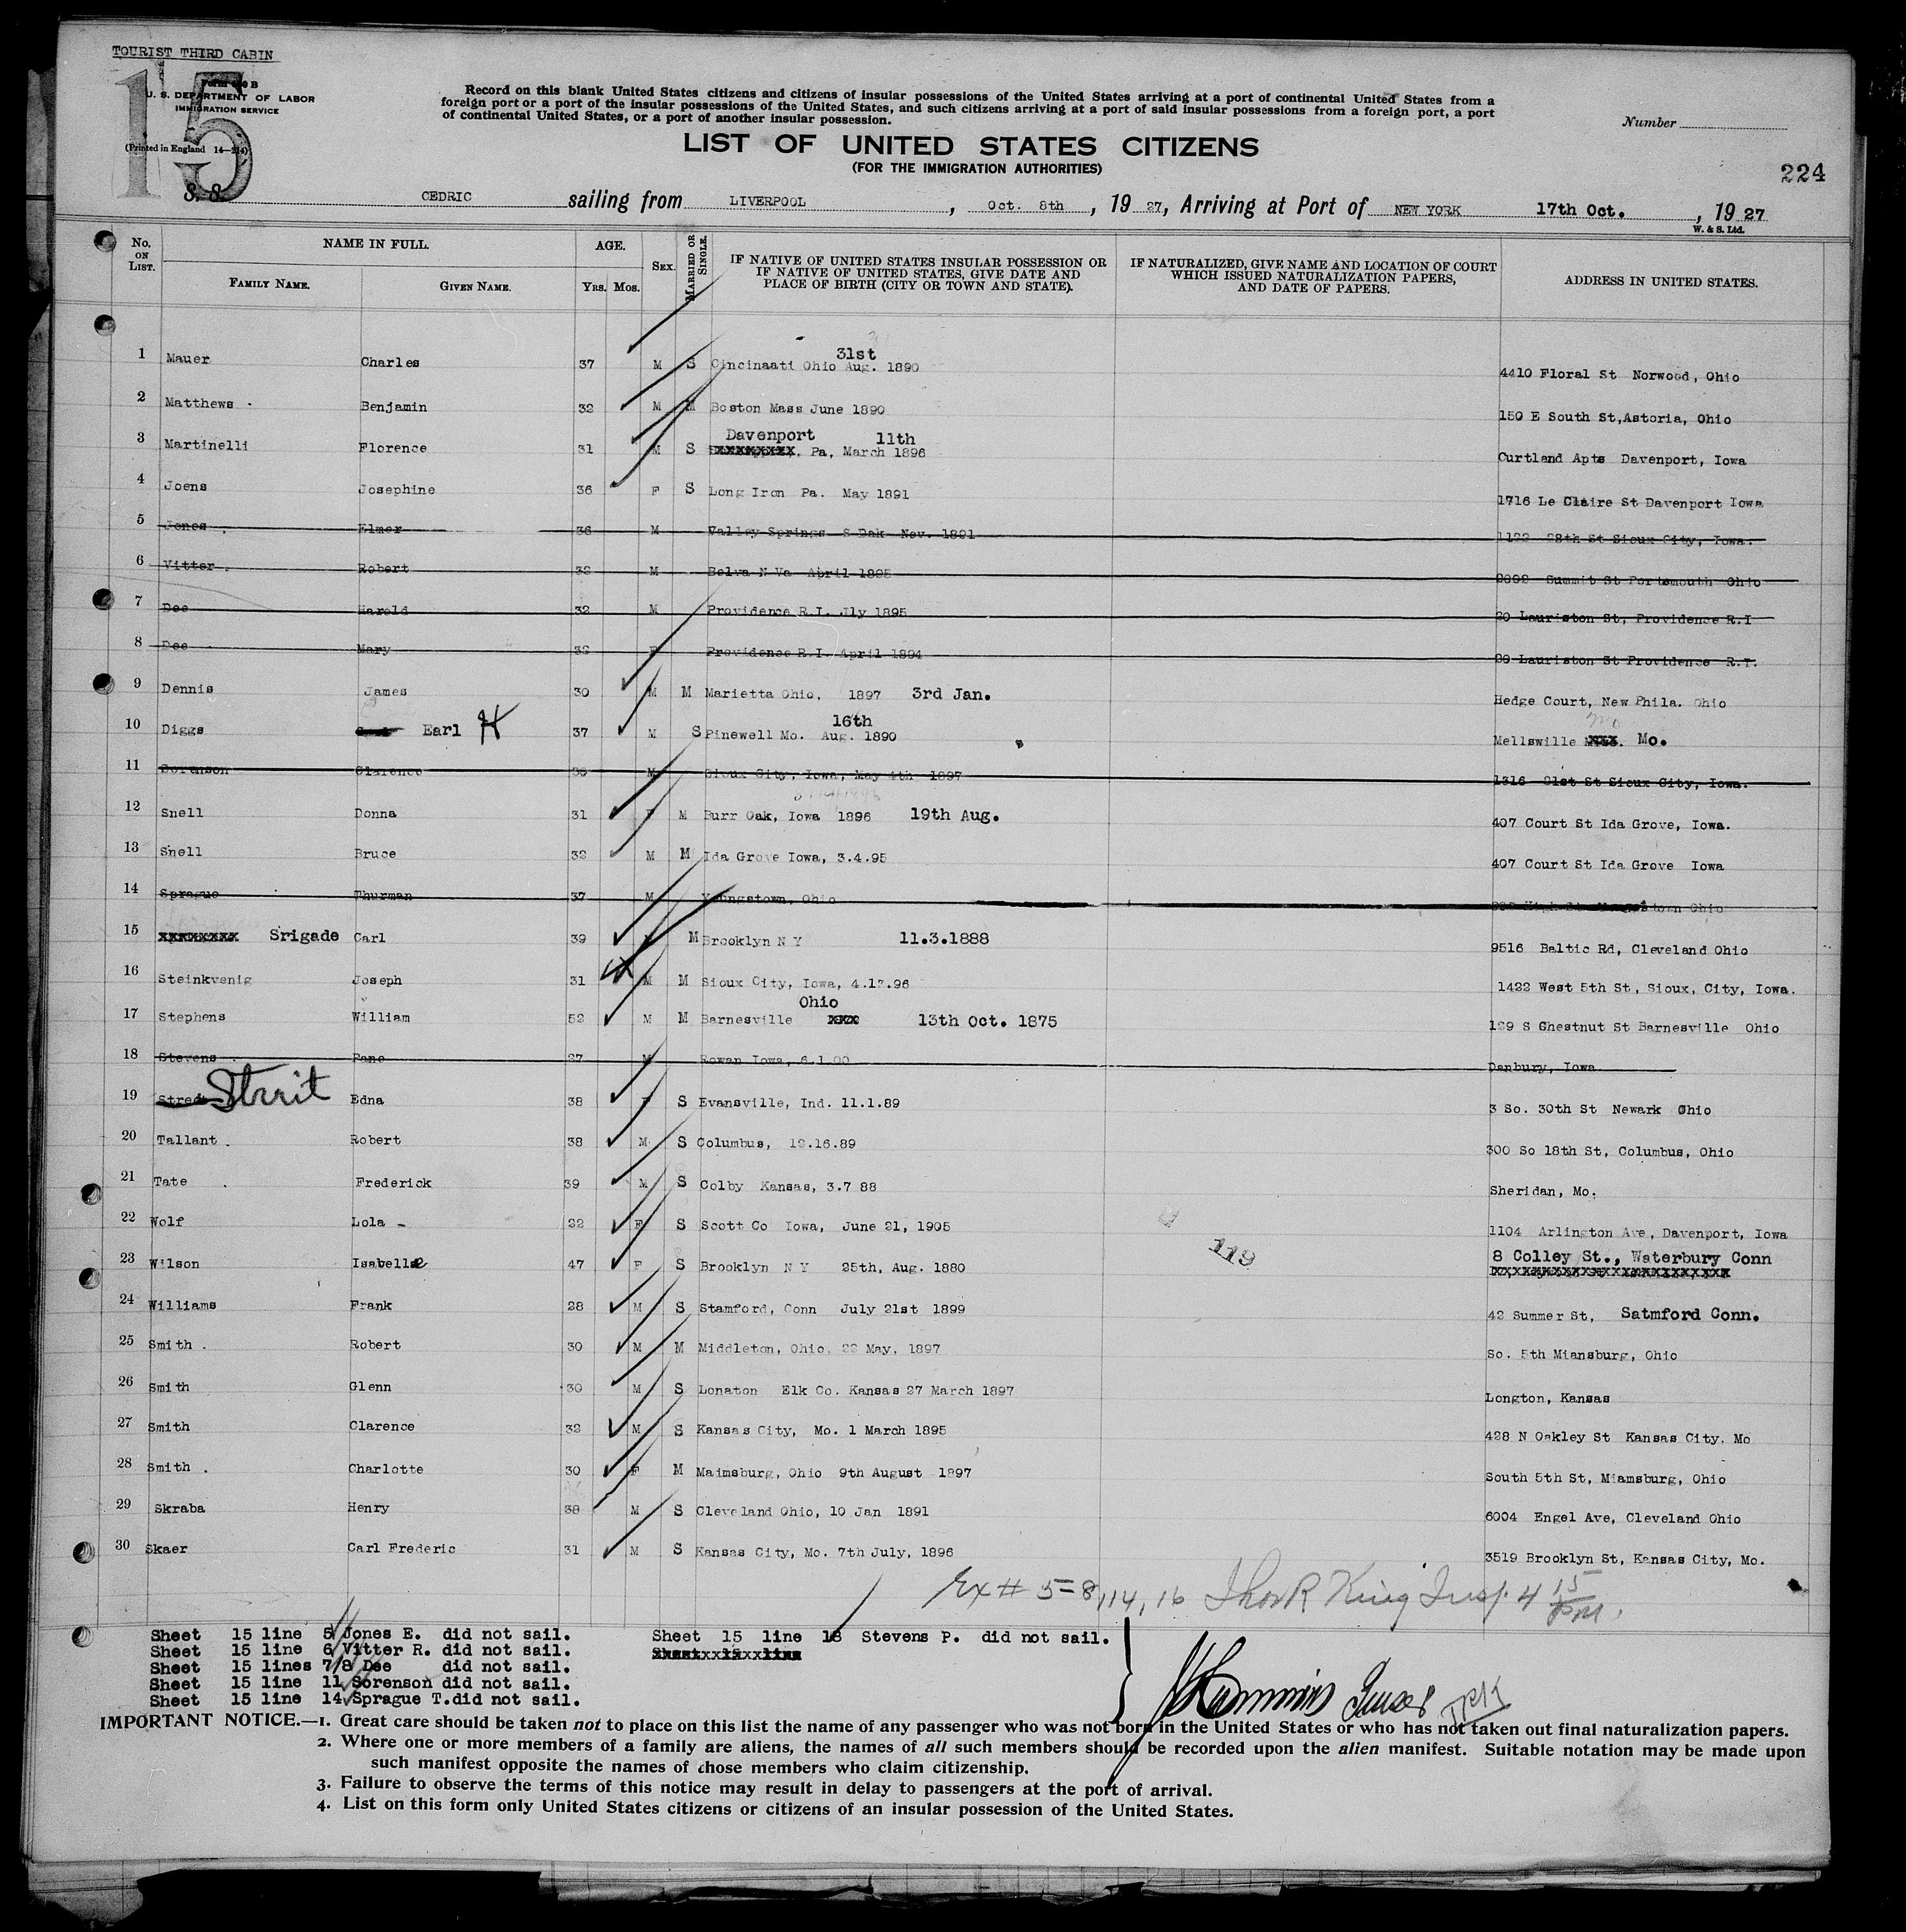 TOURIST THIRD CABIN
15
U. S. DEPARTMENT OF LABOR
IMMIGRATION SERVICE
(Printed in England 14—214)
Record on this blank United States citizens and citizens of insular possessions of the United States arriving at a port of continental United States from a
foreign port or a port of the insular possessions of the United States, and such citizens arriving at a port of said insular possessions from a foreign port, a port
of continental United States, or a port of another insular possession.
Number
LIST OF UNITED STATES CITIZENS
(FOR THE IMMIGRATION AUTHORITIES)
224
S. S. CEDRIC sailing from LIVERPOOL, Oct. 8th, 1927, Arriving at Port of NEW YORK 17th Oct., 1927
W. & S. Ltd.
No. ON LIST. NAME IN FULL. FAMILY NAME. GIVEN NAME. AGE. YRS. MOS. SEX. MARRIED OR SINGLE. IF NATIVE OF UNITED STATES INSULAR POSSESSION OR IF NATIVE OF UNITED STATES, GIVE DATE AND PLACE OF BIRTH (CITY OR TOWN AND STATE). IF NATURALIZED, GIVE NAME AND LOCATION OF COURT WHICH ISSUED NATURALIZATION PAPERS, AND DATE OF PAPERS. ADDRESS IN UNITED STATES.
1 Mauer Charles 37 M S Cincinaati Ohio Aug. 31st 1890 4410 Floral St Norwood, Ohio
2 Matthews . Benjamin 32 M M Boston Mass June 1890 150 E South St,Astoria, Ohio
3 Martinelli Florence 31 M S Davenport Pa, March 11th 1896 Curtland Apts Davenport, Iowa
4 Joens Josephine 36 F S Long Iron Pa. May 1891 1716 Le Claire St Davenport Iowa
5 Jones . Elmer 36 M Valley Springs S Dak Nov. 1891 1122 28th St Sioux City, Iowa.
6 Vitter . Robert 32 M Belva N Va April 1895 Summit St Portsmouth Ohio
7 Dee Harold 32 M Providence R.I. Jly 1895 20 Lauriston St, Providence R.I
8 Dee Mary 32 F Providence R.I. April 1894 20 Lauriston St Providence R.I.
9 Dennis James 30 M M Marietta Ohio, 1897 3rd Jan. Hedge Court, New Phila. Ohio
10 Diggs Earl H 37 M S Pinewell Mo. Aug. 16th 1890 Mellswille xxx. Mo.
11 Sorenson Clarence 30 M Sioux City, Iowa, May 4th 1897 1316 21st St Sioux City, Iowa.
12 Snell Donna 31 F M Burr Oak, Iowa 1896 19th Aug. 407 Court St Ida Grove, Iowa.
13 Snell Bruce 32 M M Ida Grove Iowa, 3.4.95 407 Court St Ida Grove Iowa
14 Sprague Thurman 37 M Youngstown, Ohio
15 xxxxxxxx Srigade Carl 39 M Brooklyn N Y 11.3.1888 9516 Baltic Rd, Cleveland Ohio
16 Steinkvenig Joseph 31 M M Sioux City, Iowa, 4.17.96 1422 West 5th St, Sioux, City, Iowa.
17 Stephens William 52 M M Barnesville xxx Ohio 13th Oct. 1875 129 S Chestnut St Barnesville Ohio
18 Stevens . Pane 27 M Rowan Iowa, 6.1.00 Danbury, Iowa
19 Strrit Edna 38 F S Evansville, Ind. 11.1.89 3 So. 30th St Newark Ohio
20 Tallant . Robert 38 M S Columbus, 12.16.89 300 So 18th St, Columbus, Ohio
21 Tate . Frederick 39 M S Colby Kansas, 3.7 88 Sheridan, Mo.
22 Wolf Lola 22 F S Scott Co Iowa, June 21, 1905 1104 Arlington Ave, Davenport, Iowa
119
23 Wilson Isabelle 47 F S Brooklyn N Y 25th, Aug. 1880 8 Colley St., Waterbury Conn
24 Williams Frank 28 M S Stamford, Conn July 21st 1899 42 Summer St, Satmford Conn.
25 Smith . Robert 30 M M Middleton, Ohio, 22 May, 1897 So. 5th Miansburg, Ohio
26 Smith Glenn 30 M S Lonaton Elk Co. Kansas 27 March 1897 Longton, Kansas
27 Smith Clarence 32 M S Kansas City, Mo. 1 March 1895 428 N Oakley St Kansas City, Mo
28 Smith . Charlotte 30 F M Maimsburg, Ohio 9th August 1897 South 5th St, Miamsburg, Ohio
29 Skraba Henry 38 M S Cleveland Ohio, 10 Jan 1891 6004 Engel Ave, Cleveland Ohio
30 Skaer Carl Frederic 31 M S Kansas City, Mo. 7th July, 1896 3519 Brooklyn St, Kansas City, Mo.
Ex # 5-8, 114, 16 Thos R King Insp. 4 15 PM.
Sheet 15 line 5 Jones E. did not sail. Sheet 15 line 18 Stevens P. did not sail.
Sheet 15 line 6 Vitter R. did not sail.
Sheet 15 lines 7/8 Dee did not sail.
Sheet 15 line 11 Sorenson did not sail.
Sheet 15 line 14 Sprague T.did not sail.
IMPORTANT NOTICE.—1. Great care should be taken not to place on this list the name of any passenger who was not born in the United States or who has not taken out final naturalization papers.
2. Where one or more members of a family are aliens, the names of all such members should be recorded upon the alien manifest. Suitable notation may be made upon
such manifest opposite the names of those members who claim citizenship.
3. Failure to observe the terms of this notice may result in delay to passengers at the port of arrival.
4. List on this form only United States citizens or citizens of an insular possession of the United States.